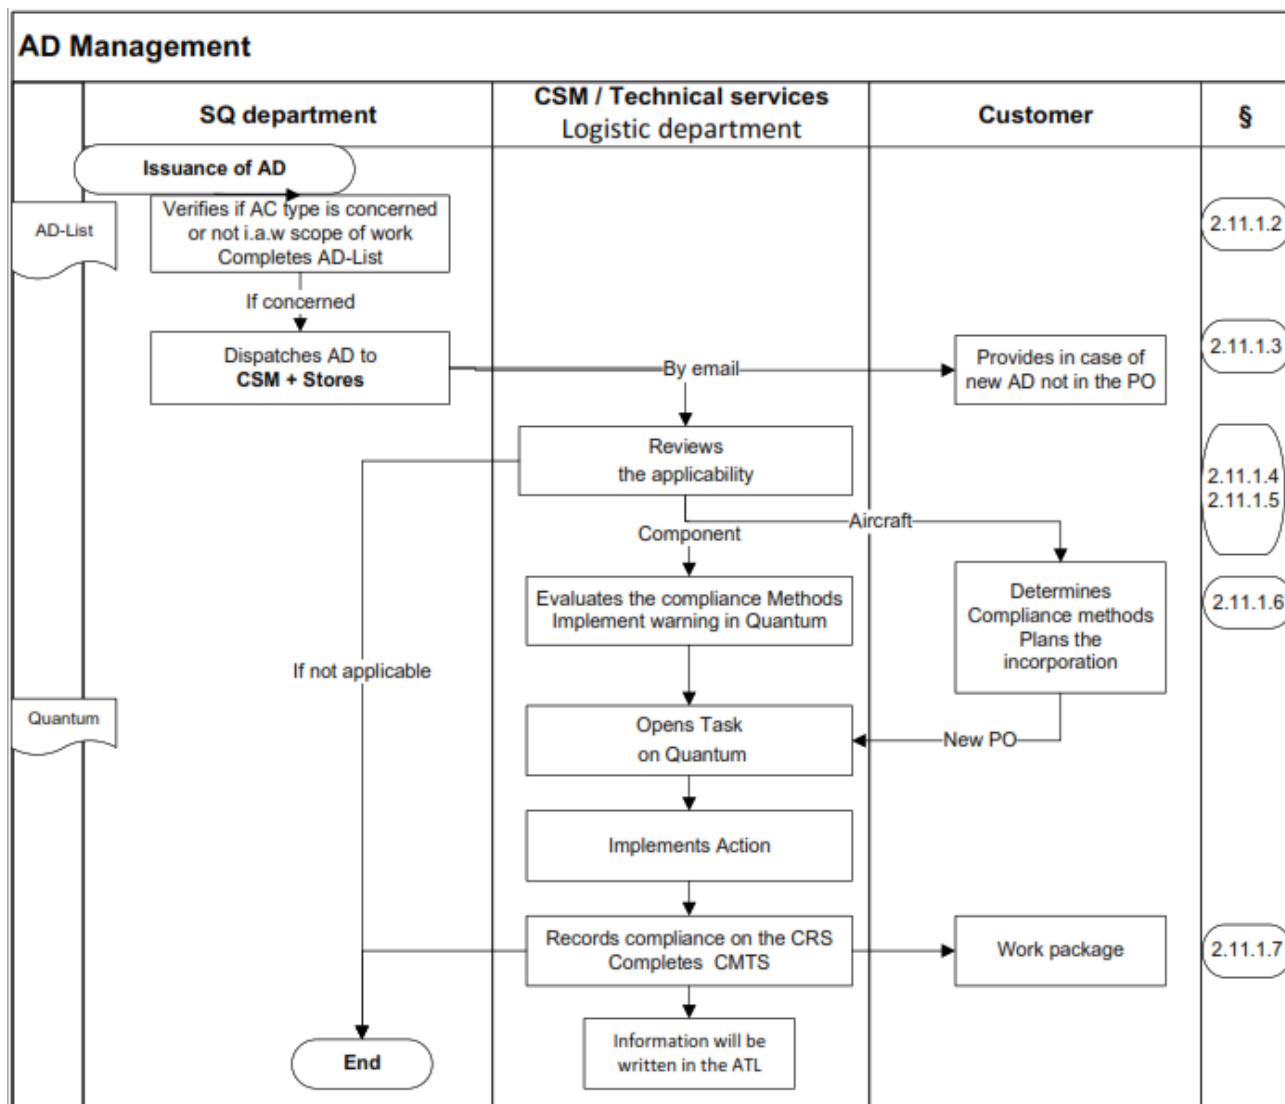 AD Management
SQ department
CSM / Technical services
Logistic department
Customer
§
Issuance of AD
AD-List
Verifies if AC type is concerned
or not i.a.w scope of work
Completes AD-List
2.11.1.2
If concerned
Dispatches AD to
CSM + Stores
By email
Provides in case of
new AD not in the PO
2.11.1.3
Reviews
the applicability
2.11.1.4
2.11.1.5
Aircraft
Component
Evaluates the compliance Methods
Implement warning in Quantum
Determines
Compliance methods
Plans the
incorporation
2.11.1.6
If not applicable
Quantum
Opens Task
on Quantum
New PO
Implements Action
Records compliance on the CRS
Completes CMTS
Work package
2.11.1.7
Information will be
written in the ATL
End